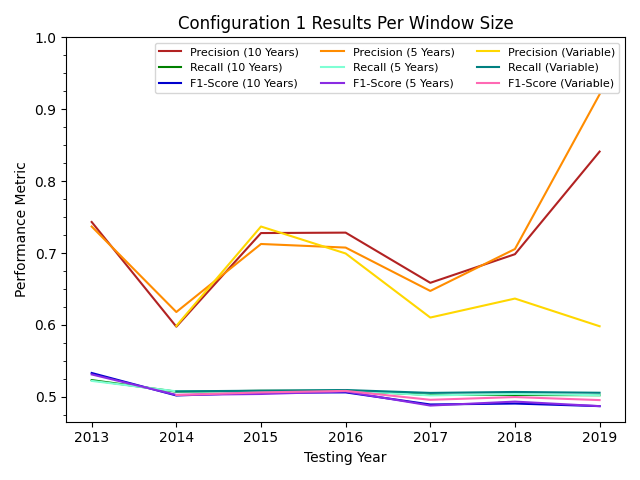 Configuration 1 Results Per Window Size
Precision (10 Years)
Recall (10 Years)
F1-Score (10 Years)
Precision (5 Years)
Recall (5 Years)
F1-Score (5 Years)
Precision (Variable)
Recall (Variable)
F1-Score (Variable)
Performance Metric
1.0
0.9
0.8
0.7
0.6
0.5
2013 2014 2015 2016 2017 2018 2019
Testing Year